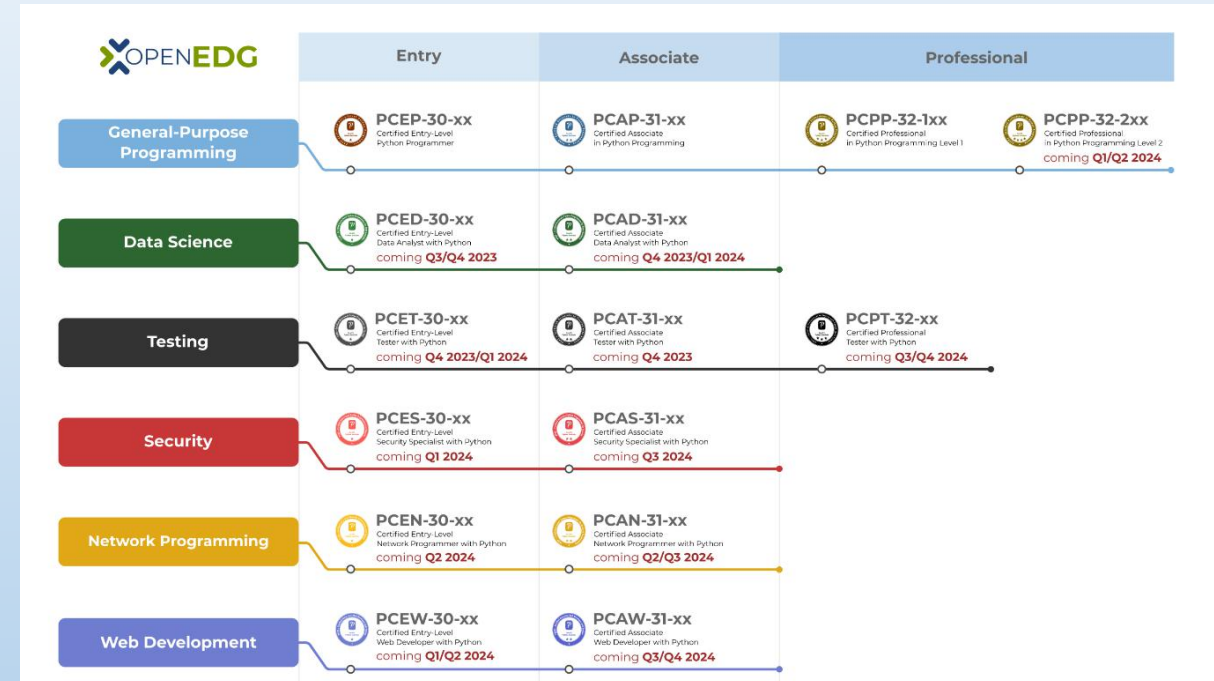 OPENEDG
Entry
Associate
Professional
General-Purpose
Programming
PCEP-30-xx
Certified Entry-Level
Python Programmer
PCAP-31-xx
Certified Associate
in Python Programming
PCPP-32-1xx
Certified Professional
in Python Programming Level 1
PCPP-32-2xx
Certified Professional
in Python Programming Level 2
coming Q1/Q2 2024
Data Science
PCED-30-xx
Certified Entry-Level
Data Analyst with Python
coming Q3/Q4 2023
PCAD-31-xx
Certified Associate
Data Analyst with Python
coming Q4 2023/Q1 2024
Testing
PCET-30-xx
Certified Entry-Level
Tester with Python
coming Q4 2023/Q1 2024
PCAT-31-xx
Certified Associate
Tester with Python
coming Q4 2023
PCPT-32-xx
Certified Professional
Tester with Python
coming Q3/Q4 2024
Security
PCES-30-xx
Certified Entry-Level
Security Specialist with Python
coming Q1 2024
PCAS-31-xx
Certified Associate
Security Specialist with Python
coming Q3 2024
Network Programming
PCEN-30-xx
Certified Entry-Level
Network Programmer with Python
coming Q2 2024
PCAN-31-xx
Certified Associate
Network Programmer with Python
coming Q2/Q3 2024
Web Development
PCEW-30-xx
Certified Entry-Level
Web Developer with Python
coming Q1/Q2 2024
PCAW-31-xx
Certified Associate
Web Developer with Python
coming Q3/Q4 2024